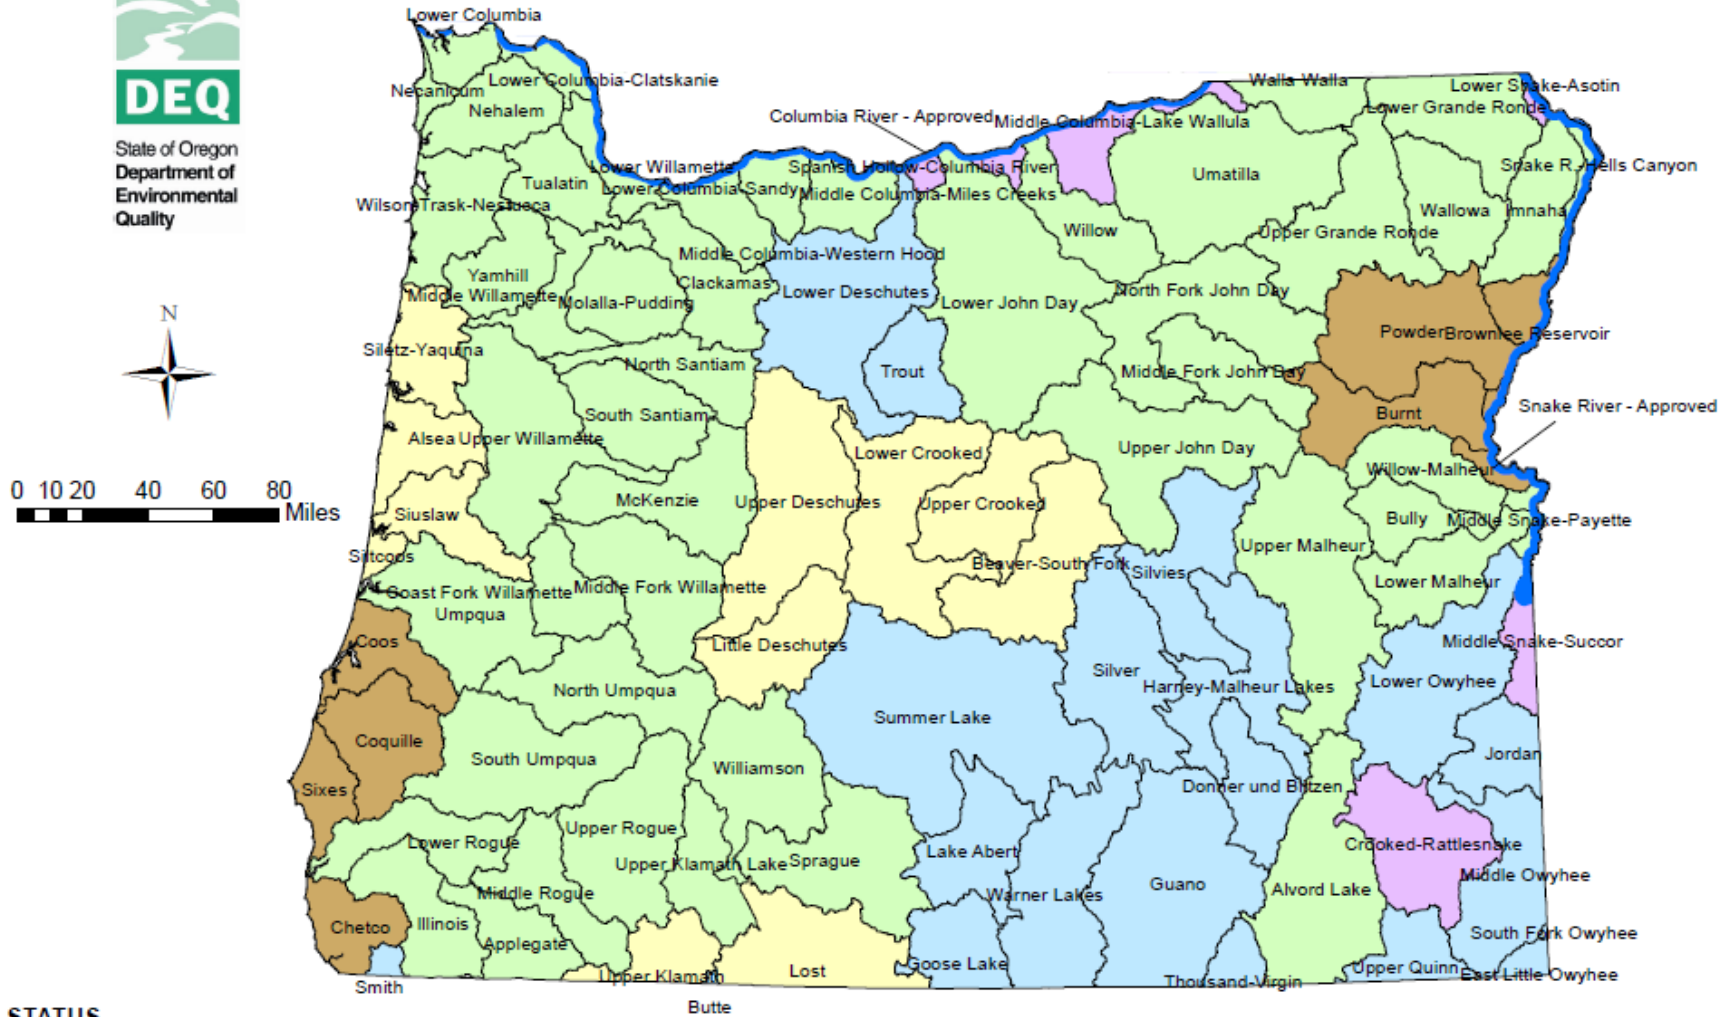 Lower Columbia
DEQ
State of Oregon
Department of
Environmental
Quality
Necanicum
Lower Columbia-Clatskanie
Nehalem
Walla Walla
Lower Snake-Asotin
Lower Grande Ronde
Columbia River - Approved
Middle Columbia-Lake Wallula
Lower Willamette
Spanish Hollow-Columbia River
Umatilla
Snake R.-Hells Canyon
Tualatin
Lower Columbia-Sandy
Middle Columbia-Miles Creeks
Wilson-Trask-Nestucca
Wallowa
Imnaha
Willow
Upper Grande Ronde
Middle Columbia-Western Hood
N
Yamhill
Clackamas
Middle Willamette
Molalla-Pudding
Lower Deschutes
Lower John Day
North Fork John Day
Powder
Brownlee Reservoir
Siletz-Yaquina
North Santiam
Trout
Middle Fork John Day
South Santiam
Burnt
Snake River - Approved
Alsea
Upper Willamette
Lower Crooked
Upper John Day
Willow-Malheur
0 10 20 40 60 80
Miles
Siuslaw
McKenzie
Upper Deschutes
Upper Crooked
Bully
Middle Snake-Payette
Upper Malheur
Siltcoos
Beaver-South Fork
Silvies
Lower Malheur
Coast Fork Willamette
Middle Fork Willamette
Umpqua
Coos
Little Deschutes
Middle Snake-Succor
Silver
Lower Owyhee
North Umpqua
Harney-Malheur Lakes
Summer Lake
Coquille
South Umpqua
Williamson
Jordan
Sixes
Donner und Blitzen
Upper Rogue
Lower Rogue
Crooked-Rattlesnake
Lake Abert
Upper Klamath Lake
Sprague
Middle Owyhee
Middle Rogue
Warner Lakes
Guano
Alvord Lake
Chetco
Illinois
Applegate
South Fork Owyhee
Goose Lake
Lost
Upper Klamath
Upper Quinn
East Little Owyhee
Thousand-Virgin
Smith
Butte
STATUS